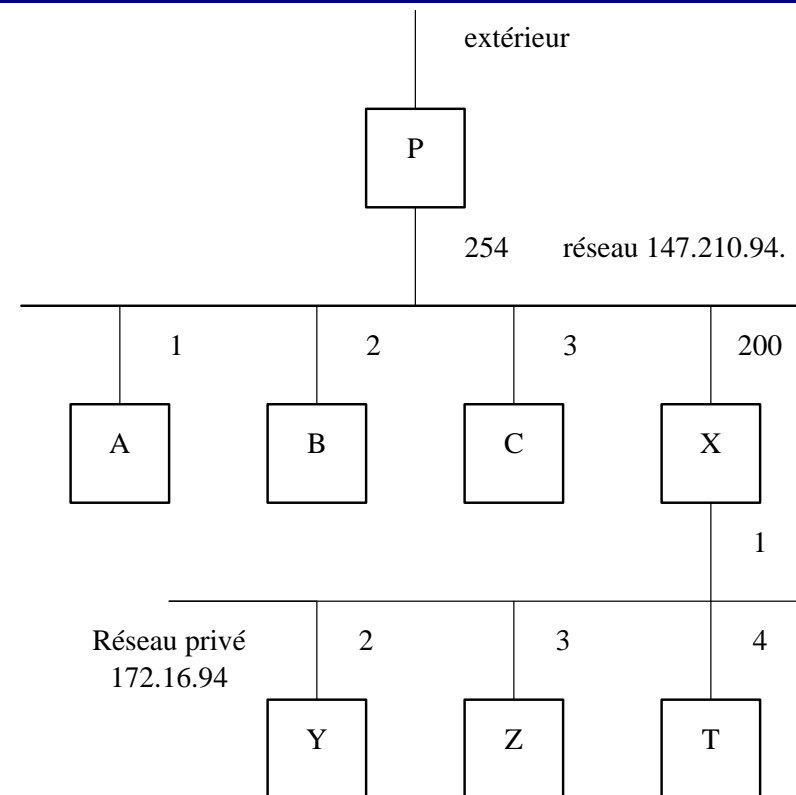 extérieur
P
254 réseau 147.210.94.
1 2 3 200
A B C X
1
Réseau privé 2 3 4
172.16.94
Y Z T